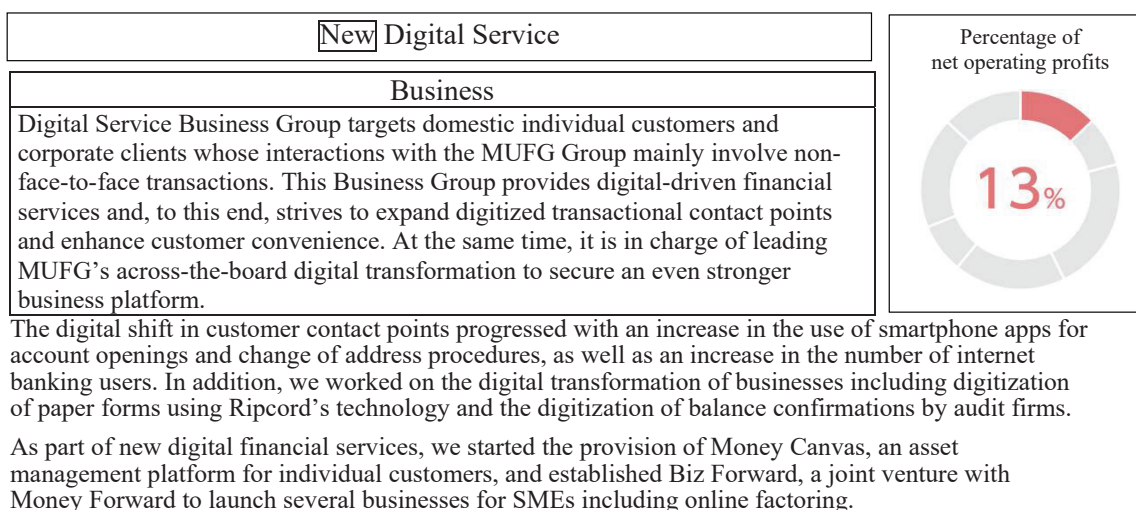 New Digital Service
Business
Digital Service Business Group targets domestic individual customers and
corporate clients whose interactions with the MUFG Group mainly involve non-
face-to-face transactions. This Business Group provides digital-driven financial
services and, to this end, strives to expand digitized transactional contact points
and enhance customer convenience. At the same time, it is in charge of leading
MUFG’s across-the-board digital transformation to secure an even stronger
business platform.
Percentage of
net operating profits
13%
The digital shift in customer contact points progressed with an increase in the use of smartphone apps for
account openings and change of address procedures, as well as an increase in the number of internet
banking users. In addition, we worked on the digital transformation of businesses including digitization
of paper forms using Ripcord’s technology and the digitization of balance confirmations by audit firms.
As part of new digital financial services, we started the provision of Money Canvas, an asset
management platform for individual customers, and established Biz Forward, a joint venture with
Money Forward to launch several businesses for SMEs including online factoring.